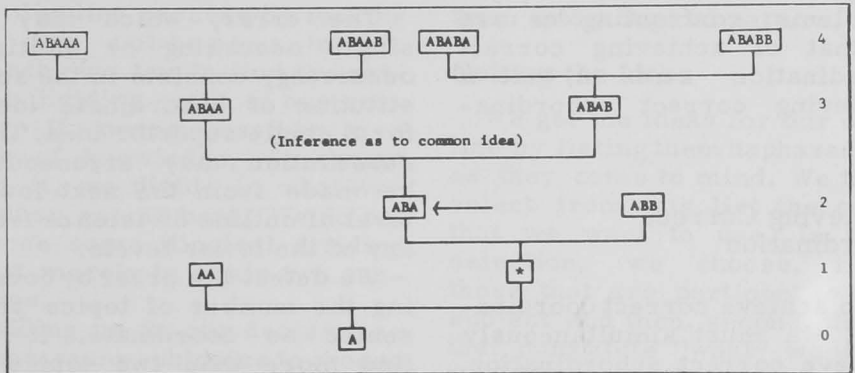 ABAAA ABAAB ABABA ABABB 4
ABAA ABAB 3
(Inference as to common idea)
ABA ABB 2
AA * 1
A 0